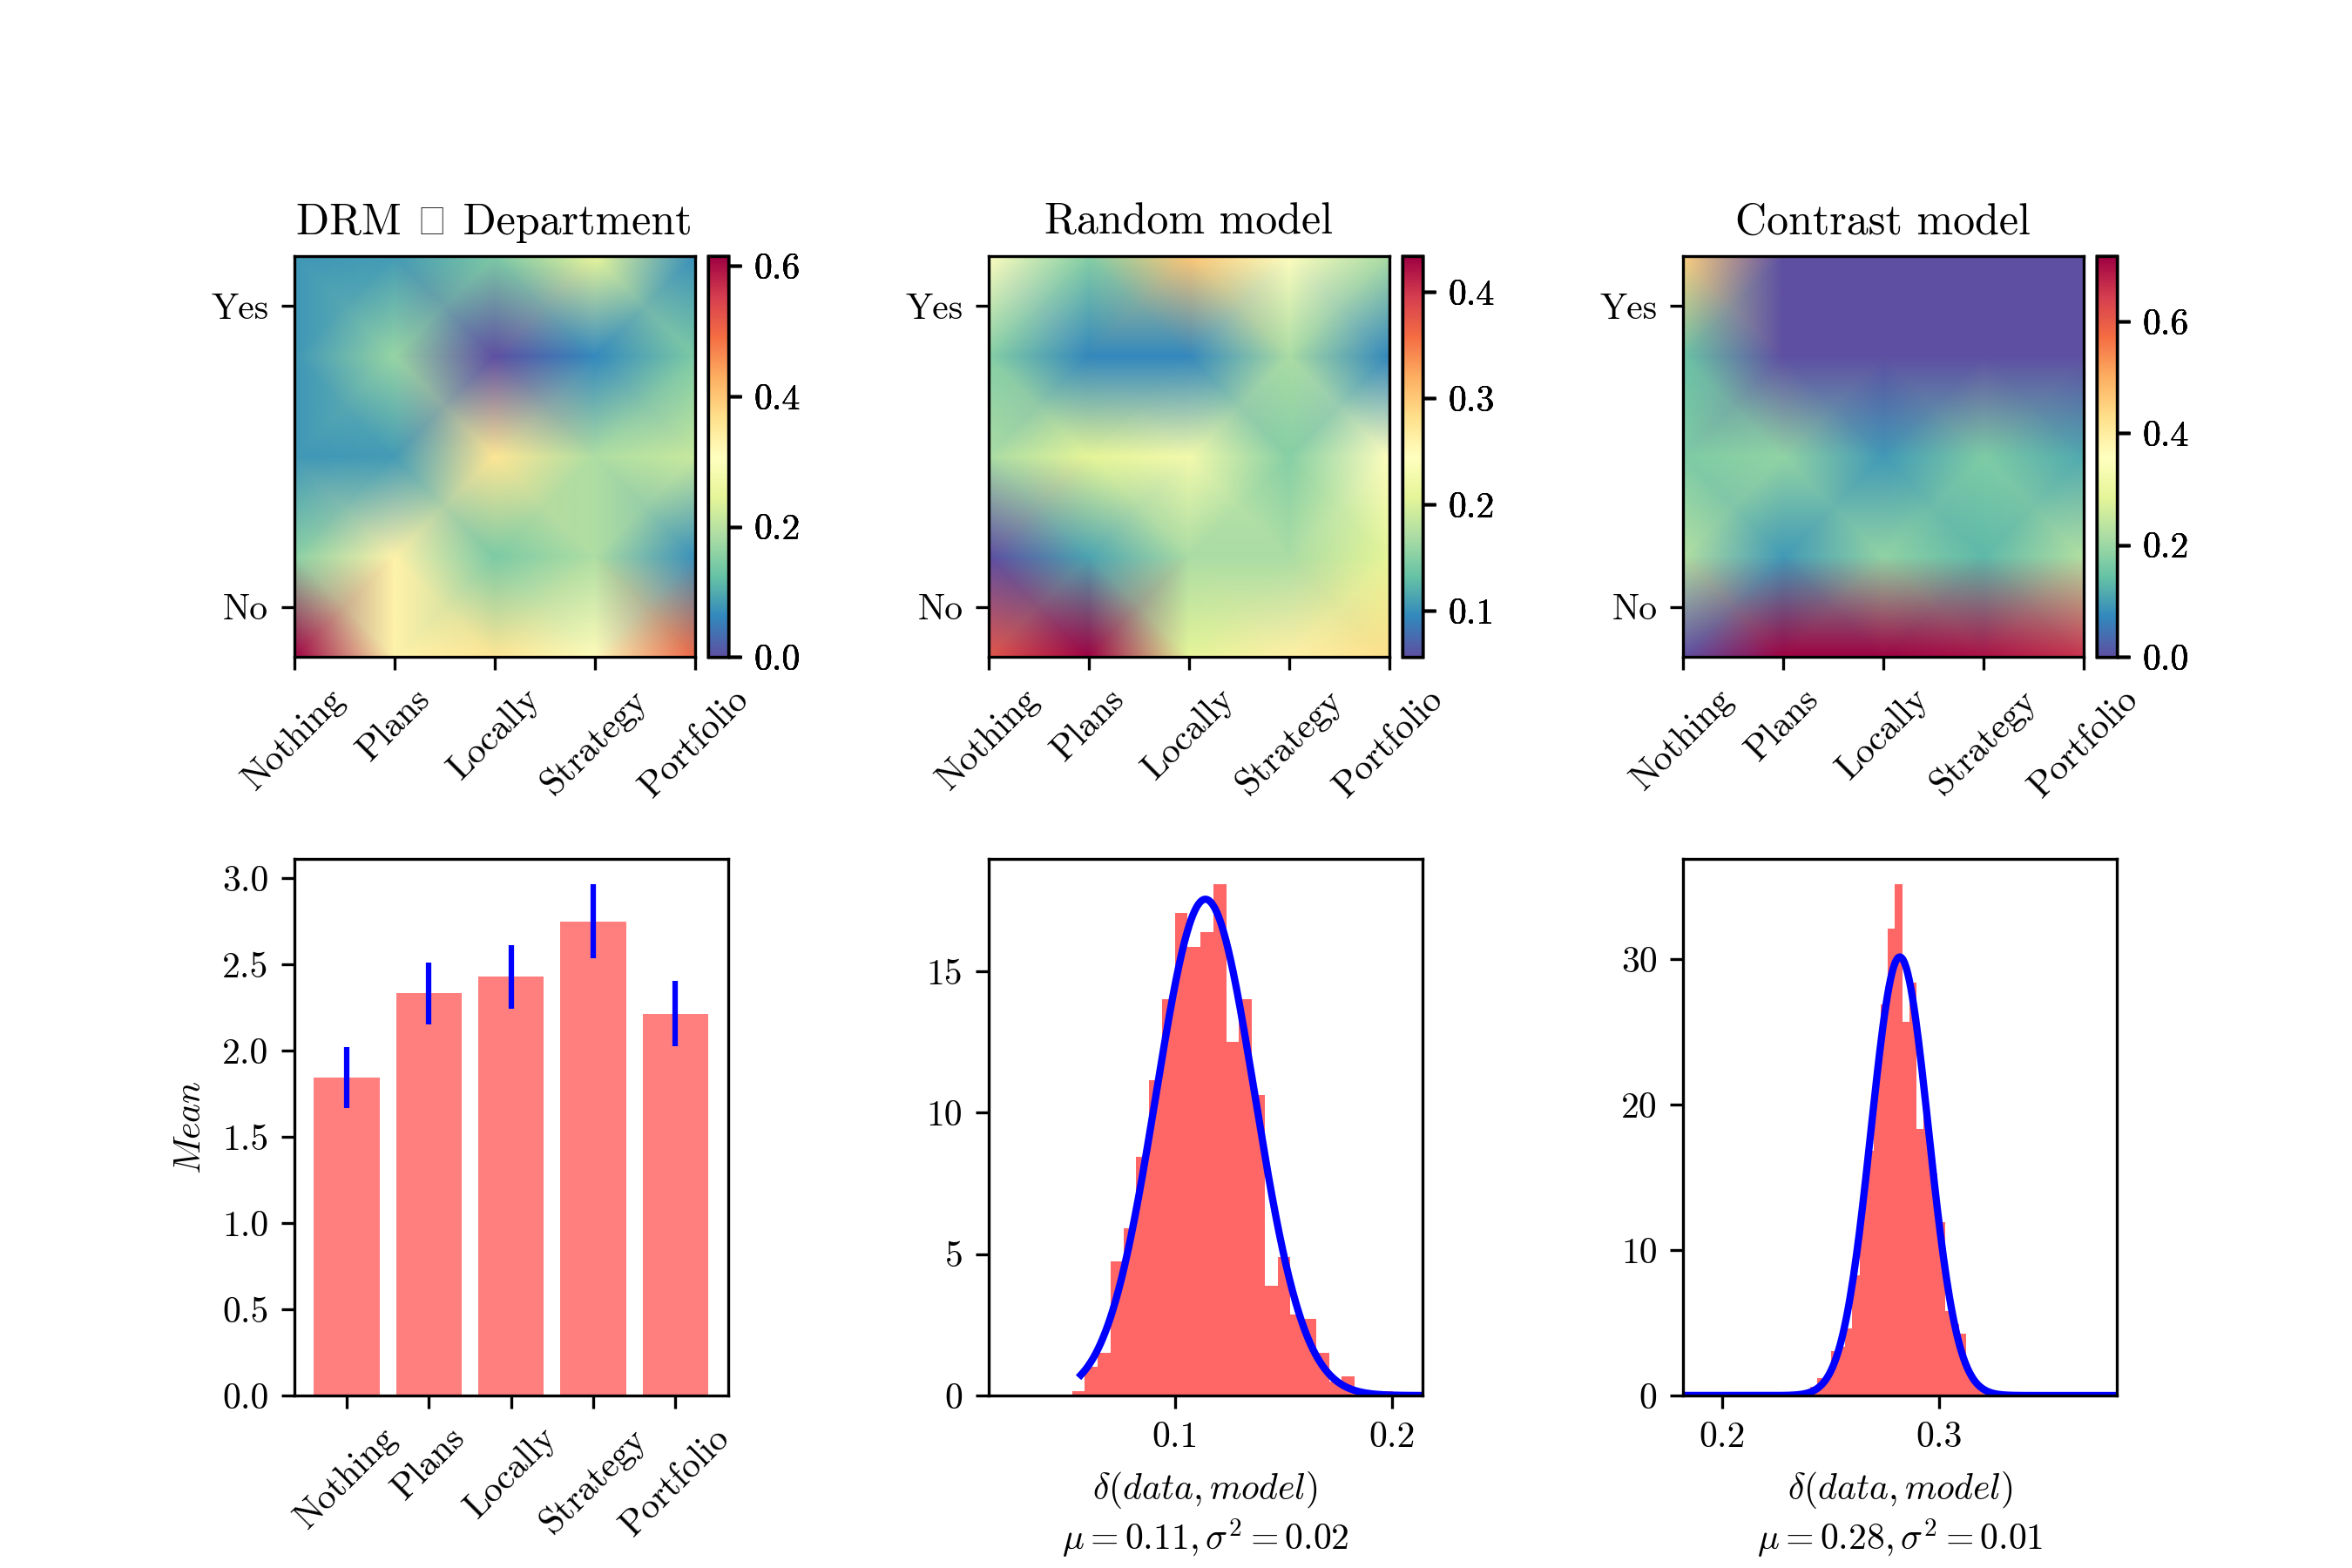 DRM □ Department
Yes
No
0.6
0.4
0.2
0.0
Nothing
Plans
Locally
Strategy
Portfolio
Random model
Yes
No
0.4
0.3
0.2
0.1
Nothing
Plans
Locally
Strategy
Portfolio
Contrast model
Yes
No
0.6
0.4
0.2
0.0
Nothing
Plans
Locally
Strategy
Portfolio
Mean
3.0
2.5
2.0
1.5
1.0
0.5
0.0
Nothing
Plans
Locally
Strategy
Portfolio
15
10
5
0
0.1
0.2
δ(data, model)
μ = 0.11, σ² = 0.02
30
20
10
0
0.2
0.3
δ(data, model)
μ = 0.28, σ² = 0.01